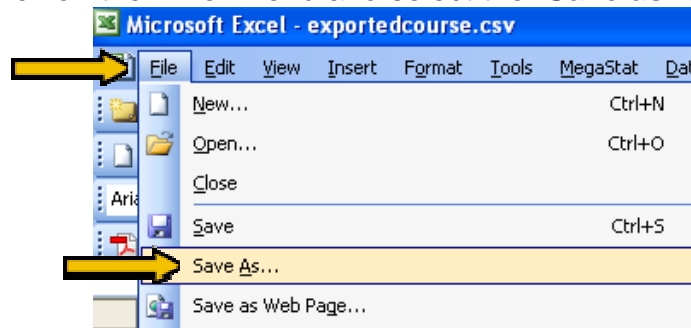 Microsoft Excel - exportedcourse.csv
File Edit View Insert Format Tools MegaStat Dat
New... Ctrl+N
Open... Ctrl+O
Close
Save Ctrl+S
Save As...
Save as Web Page...